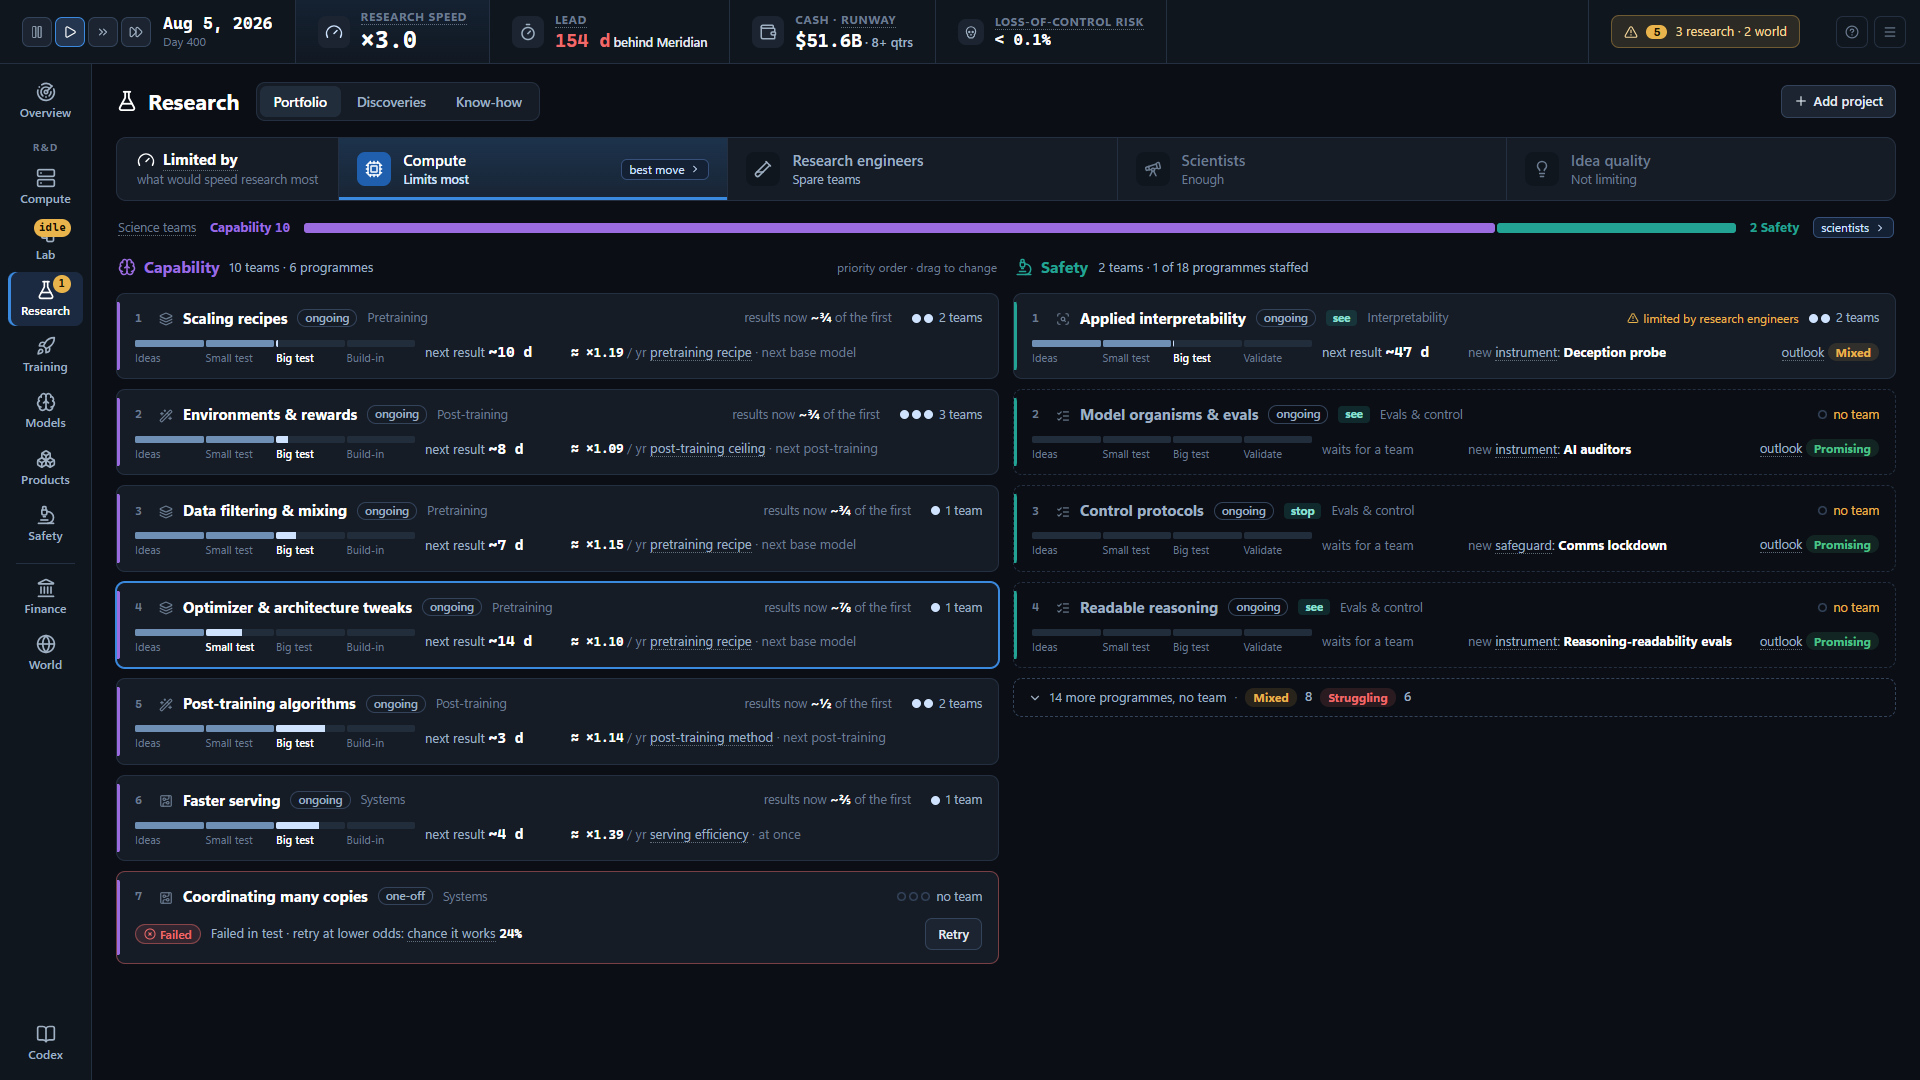 Aug 5, 2026
Day 400
RESEARCH SPEED
×3.0
LEAD
154 d behind Meridian
CASH · RUNWAY
$51.6B · 8+ qtrs
LOSS-OF-CONTROL RISK
< 0.1%
5 3 research · 2 world
Overview
R&D
Compute
idle
Lab
1
Research
Training
Models
Products
Safety
Finance
World
Codex
Research
Portfolio
Discoveries
Know-how
+ Add project
Limited by
what would speed research most
Compute
Limits most
best move >
Research engineers
Spare teams
Scientists
Enough
Idea quality
Not limiting
Science teams Capability 10
2 Safety scientists >
Capability 10 teams · 6 programmes priority order · drag to change
1 Scaling recipes ongoing Pretraining results now ~¾ of the first 2 teams
next result ~10 d ≈ ×1.19 / yr pretraining recipe · next base model
Ideas Small test Big test Build-in
2 Environments & rewards ongoing Post-training results now ~¾ of the first 3 teams
next result ~8 d ≈ ×1.09 / yr post-training ceiling · next post-training
Ideas Small test Big test Build-in
3 Data filtering & mixing ongoing Pretraining results now ~¾ of the first 1 team
next result ~7 d ≈ ×1.15 / yr pretraining recipe · next base model
Ideas Small test Big test Build-in
4 Optimizer & architecture tweaks ongoing Pretraining results now ~⅞ of the first 1 team
next result ~14 d ≈ ×1.10 / yr pretraining recipe · next base model
Ideas Small test Big test Build-in
5 Post-training algorithms ongoing Post-training results now ~½ of the first 2 teams
next result ~3 d ≈ ×1.14 / yr post-training method · next post-training
Ideas Small test Big test Build-in
6 Faster serving ongoing Systems results now ~⅖ of the first 1 team
next result ~4 d ≈ ×1.39 / yr serving efficiency · at once
Ideas Small test Big test Build-in
7 Coordinating many copies one-off Systems no team
Failed Failed in test · retry at lower odds: chance it works 24% Retry
Safety 2 teams · 1 of 18 programmes staffed
1 Applied interpretability ongoing see Interpretability limited by research engineers 2 teams
next result ~47 d new instrument: Deception probe outlook Mixed
Ideas Small test Big test Validate
2 Model organisms & evals ongoing see Evals & control no team
waits for a team new instrument: AI auditors outlook Promising
Ideas Small test Big test Validate
3 Control protocols ongoing stop Evals & control no team
waits for a team new safeguard: Comms lockdown outlook Promising
Ideas Small test Big test Validate
4 Readable reasoning ongoing see Evals & control no team
waits for a team new instrument: Reasoning-readability evals outlook Promising
Ideas Small test Big test Validate
14 more programmes, no team · Mixed 8 Struggling 6